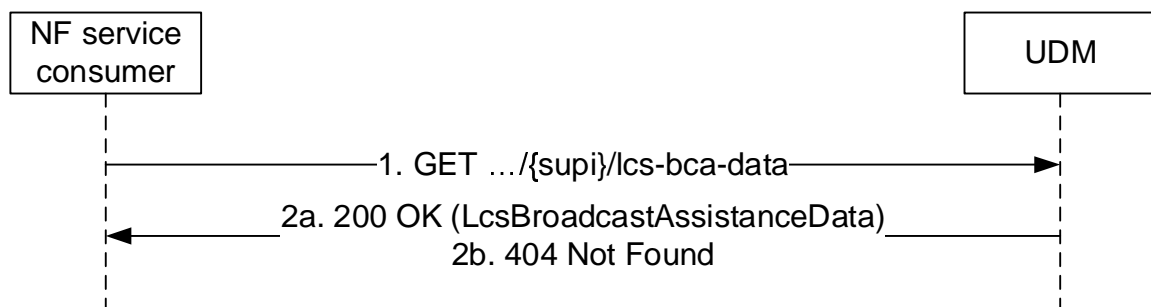 NF service
consumer
UDM
1. GET …/{supi}/lcs-bca-data
2a. 200 OK (LcsBroadcastAssistanceData)
2b. 404 Not Found